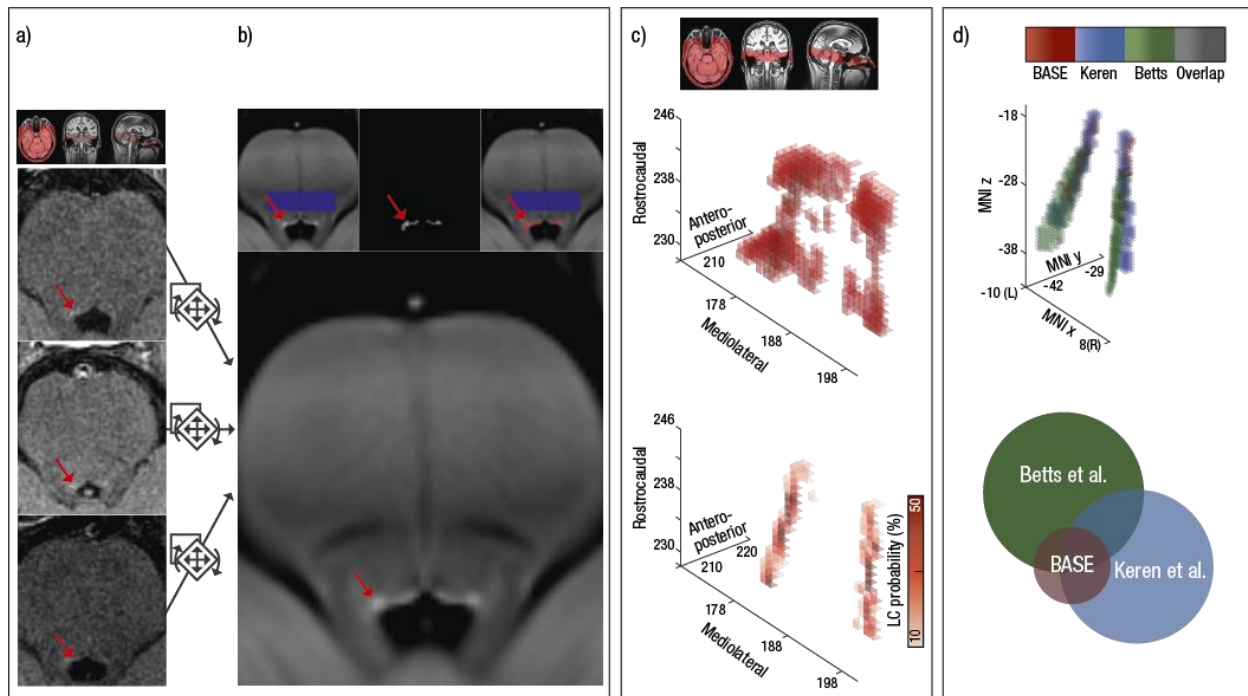 a)
b)
c)
246
238
230
Rostrocaudal
Antero-
posterior
210
178
188
198
Mediolateral
246
238
230
Rostrocaudal
Antero-
posterior
220
210
178
188
198
Mediolateral
LC probability (%)
50
10
d)
BASE Keren Betts Overlap
-18
-28
-38
MNI z
MNI y
-29
-42
-10 (L)
MNI x
8(R)
Betts et al.
BASE
Keren et al.